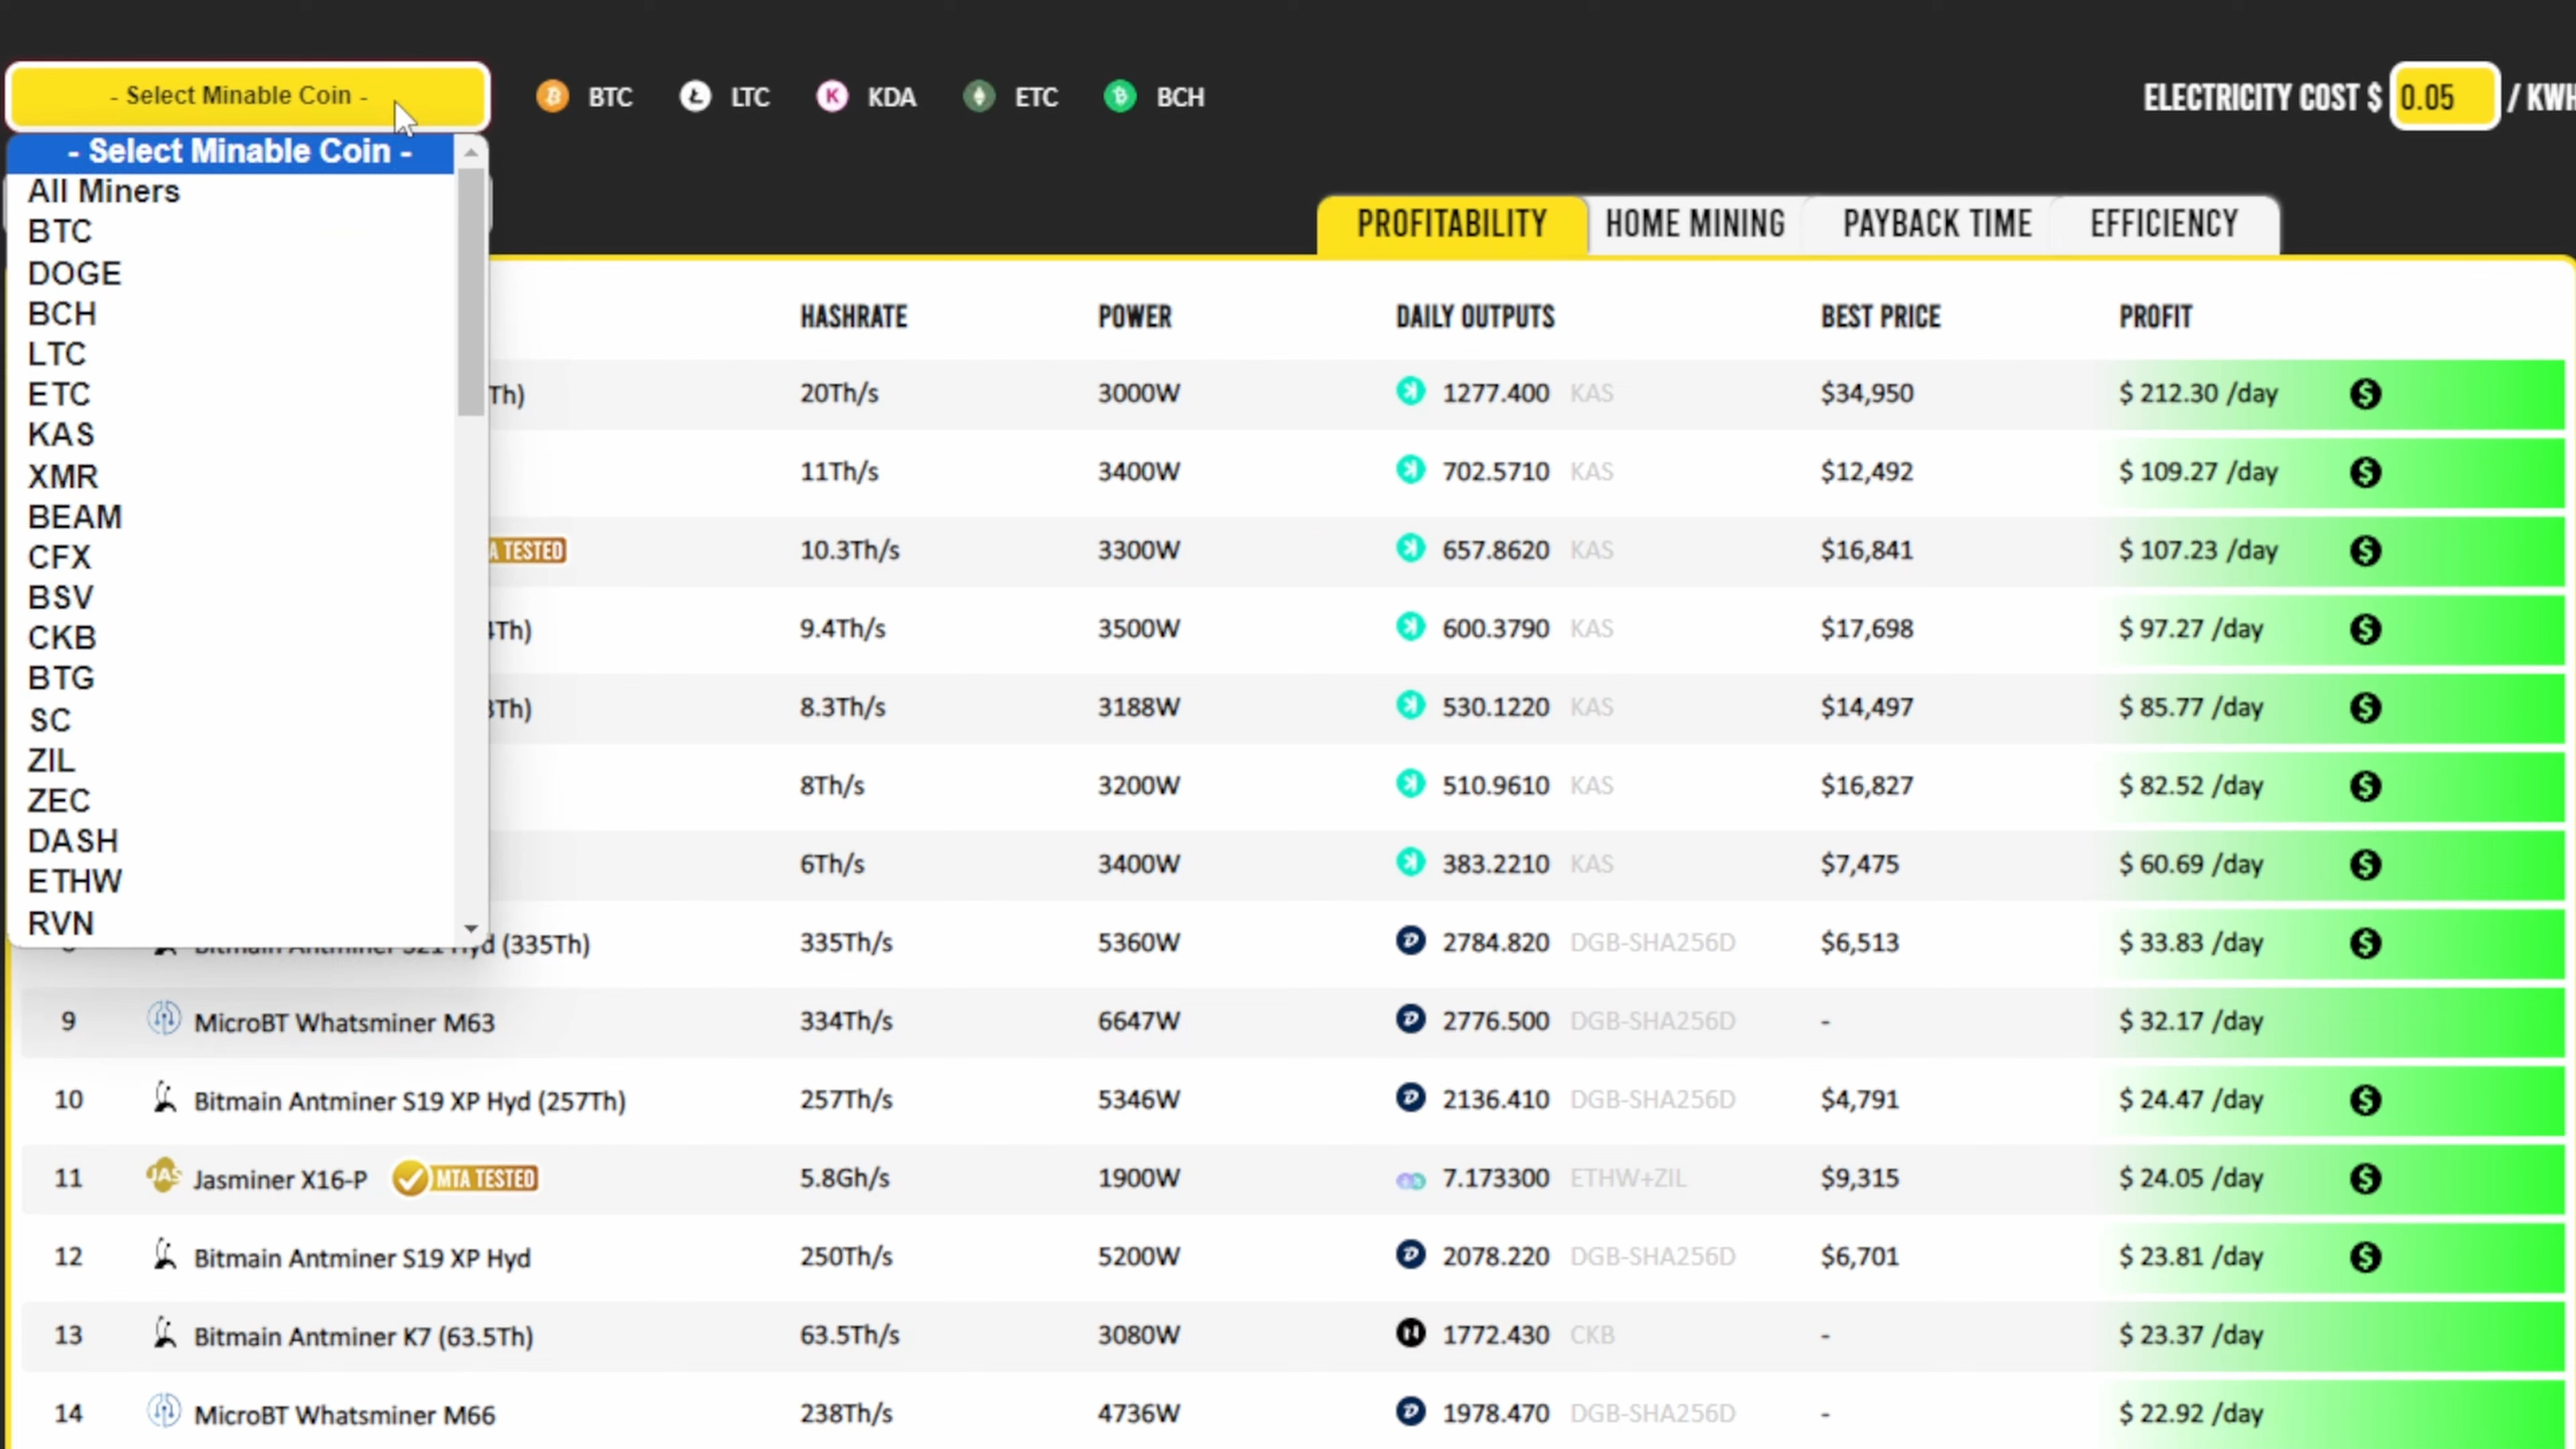 - Select Minable Coin -
BTC LTC KDA ETC BCH
ELECTRICITY COST $ 0.05 / KWH
- Select Minable Coin -
All Miners
BTC
DOGE
BCH
LTC
ETC
KAS
XMR
BEAM
CFX
BSV
CKB
BTG
SC
ZIL
ZEC
DASH
ETHW
RVN
PROFITABILITY HOME MINING PAYBACK TIME EFFICIENCY
HASHRATE POWER DAILY OUTPUTS BEST PRICE PROFIT
Th) 20Th/s 3000W 1277.400 KAS $34,950 $ 212.30 /day
11Th/s 3400W 702.5710 KAS $12,492 $ 109.27 /day
A TESTED 10.3Th/s 3300W 657.8620 KAS $16,841 $ 107.23 /day
4Th) 9.4Th/s 3500W 600.3790 KAS $17,698 $ 97.27 /day
3Th) 8.3Th/s 3188W 530.1220 KAS $14,497 $ 85.77 /day
8Th/s 3200W 510.9610 KAS $16,827 $ 82.52 /day
6Th/s 3400W 383.2210 KAS $7,475 $ 60.69 /day
Bitmain Antminer S21 Hyd (335Th) 335Th/s 5360W 2784.820 DGB-SHA256D $6,513 $ 33.83 /day
9 MicroBT Whatsminer M63 334Th/s 6647W 2776.500 DGB-SHA256D - $ 32.17 /day
10 Bitmain Antminer S19 XP Hyd (257Th) 257Th/s 5346W 2136.410 DGB-SHA256D $4,791 $ 24.47 /day
11 JAS Jasminer X16-P MTA TESTED 5.8Gh/s 1900W 7.173300 ETHW+ZIL $9,315 $ 24.05 /day
12 Bitmain Antminer S19 XP Hyd 250Th/s 5200W 2078.220 DGB-SHA256D $6,701 $ 23.81 /day
13 Bitmain Antminer K7 (63.5Th) 63.5Th/s 3080W 1772.430 CKB - $ 23.37 /day
14 MicroBT Whatsminer M66 238Th/s 4736W 1978.470 DGB-SHA256D - $ 22.92 /day